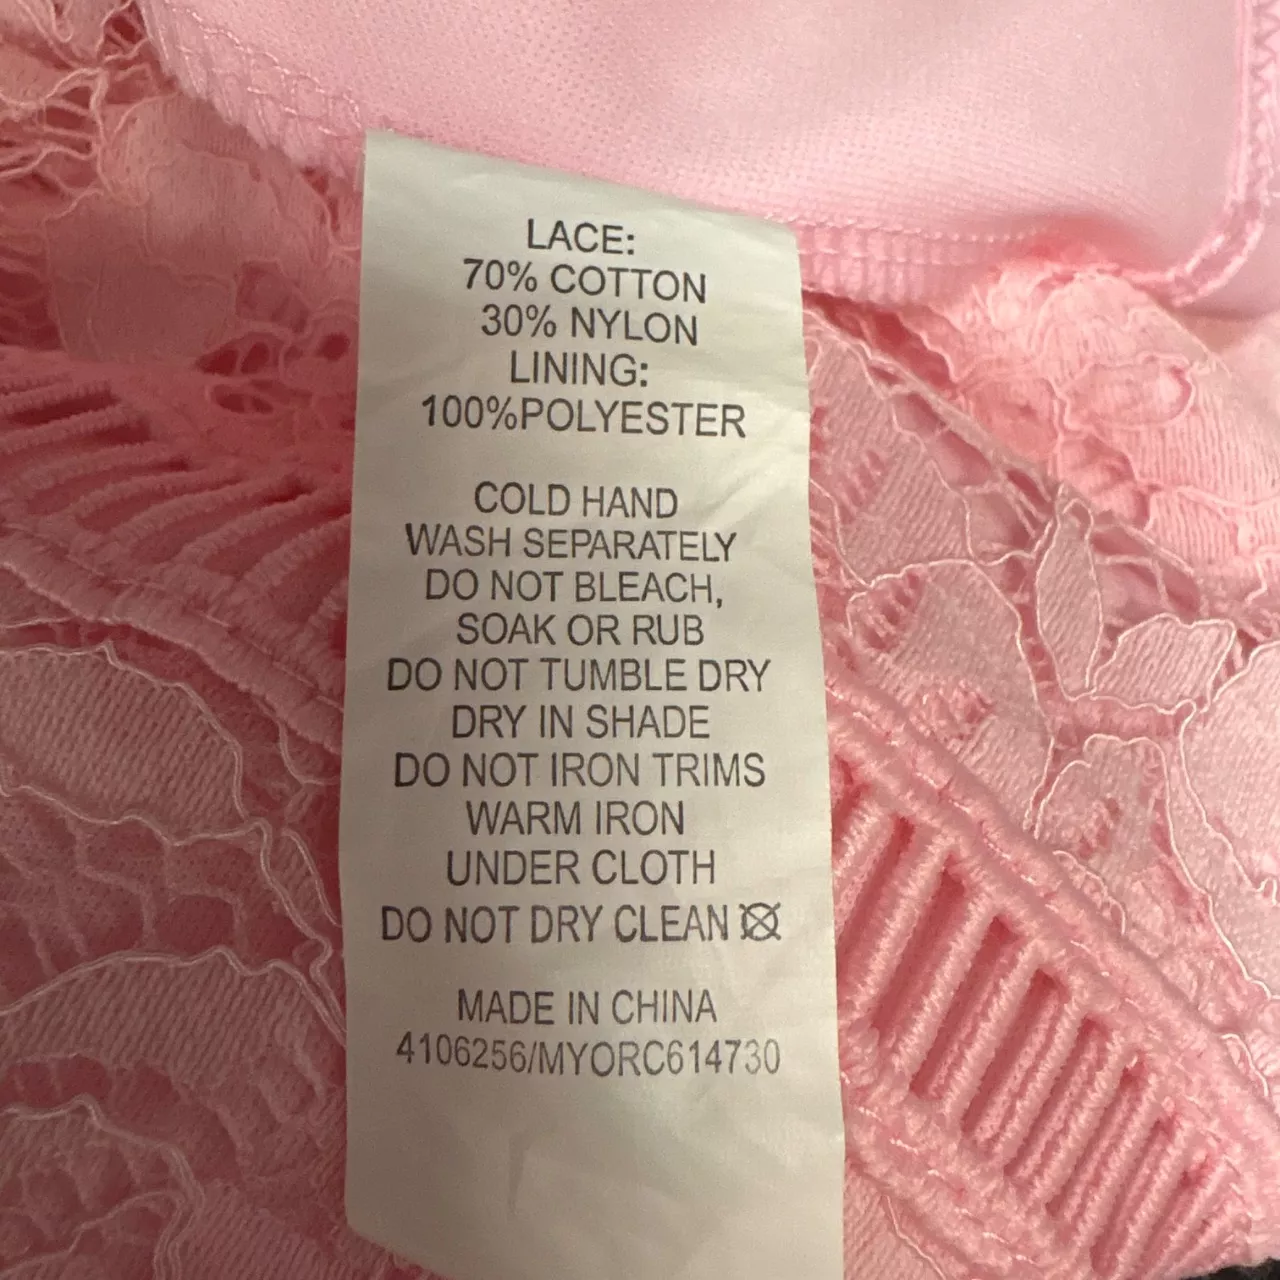 LACE:
70% COTTON
30% NYLON
LINING:
100%POLYESTER
COLD HAND
WASH SEPARATELY
DO NOT BLEACH,
SOAK OR RUB
DO NOT TUMBLE DRY
DRY IN SHADE
DO NOT IRON TRIMS
WARM IRON
UNDER CLOTH
DO NOT DRY CLEAN
MADE IN CHINA
4106256/MYORC614730